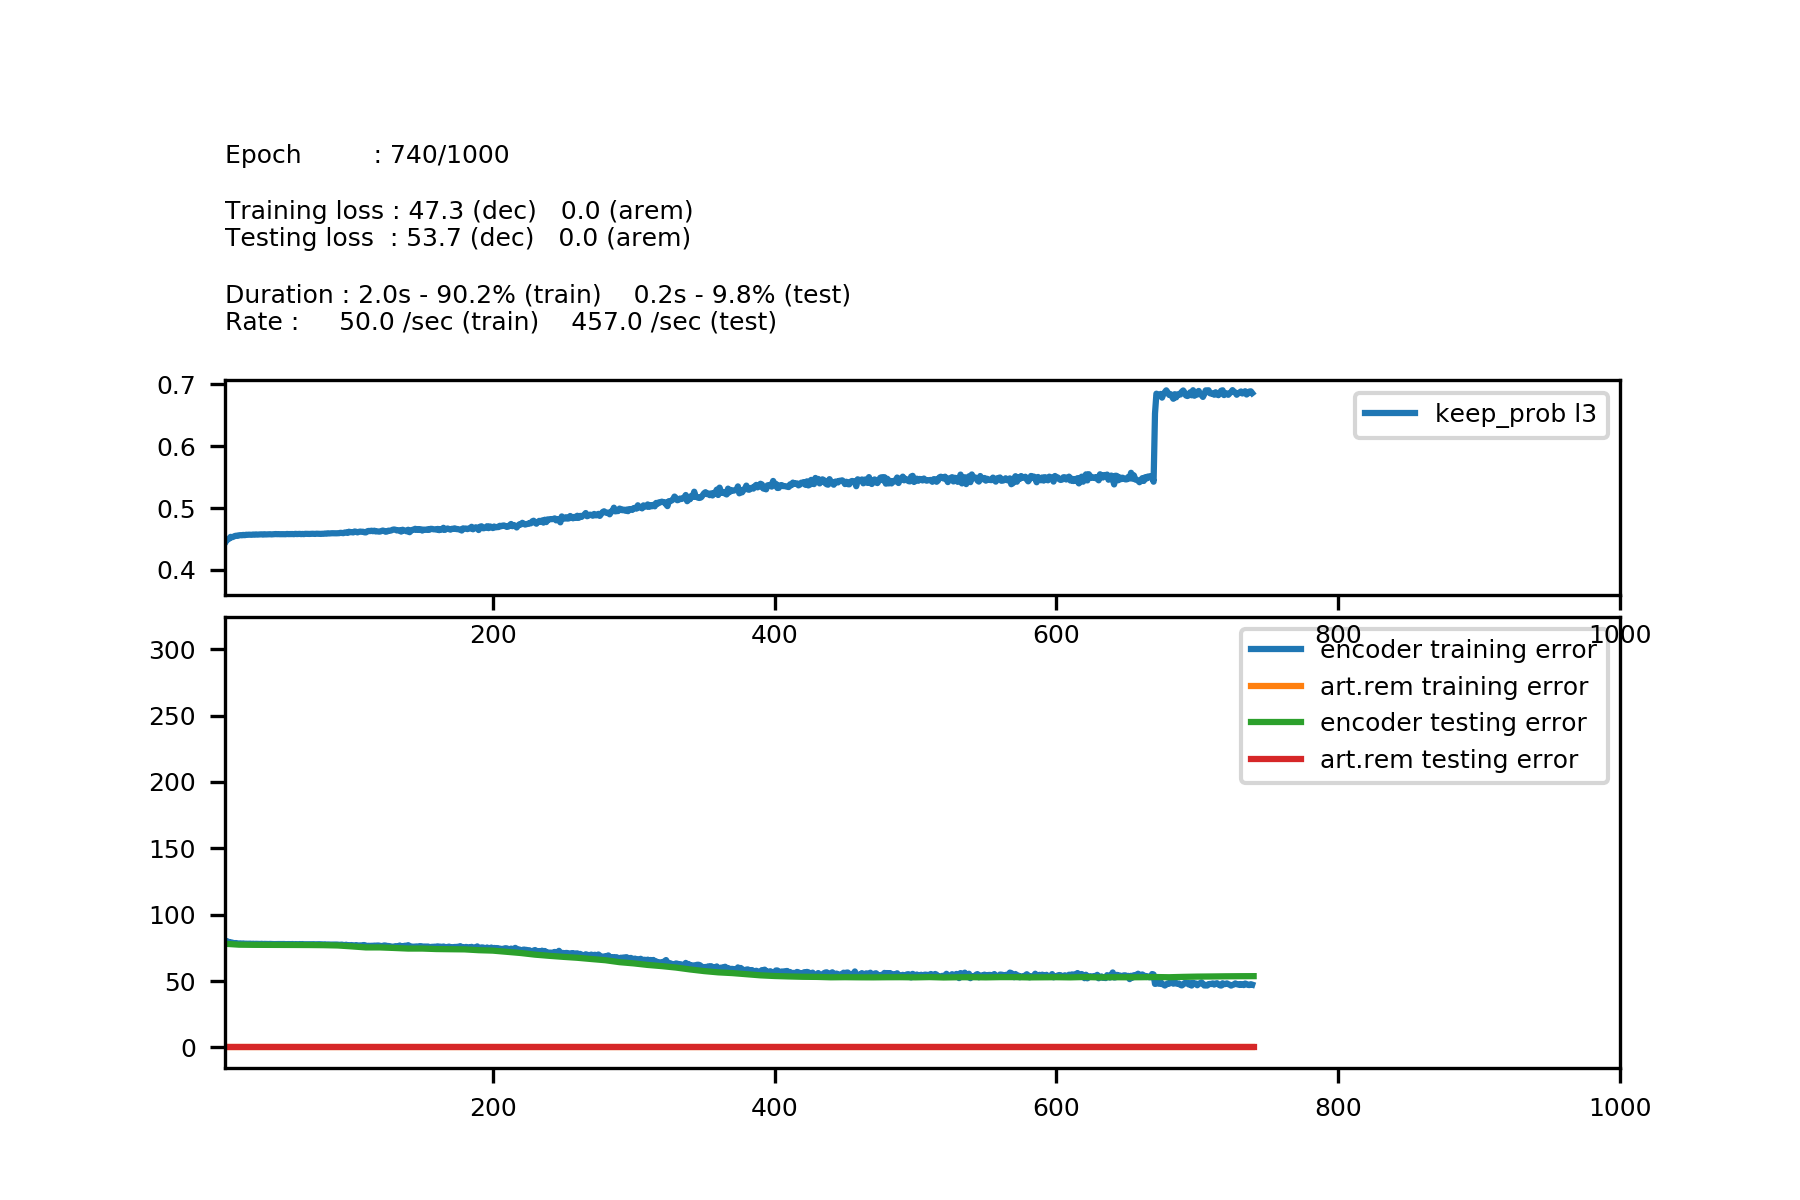 Epoch : 740/1000
Training loss : 47.3 (dec) 0.0 (arem)
Testing loss : 53.7 (dec) 0.0 (arem)
Duration : 2.0s - 90.2% (train) 0.2s - 9.8% (test)
Rate : 50.0 /sec (train) 457.0 /sec (test)
0.7
0.6
0.5
0.4
keep_prob l3
200 400 600 800 1000
300
250
200
150
100
50
0
encoder training error
art.rem training error
encoder testing error
art.rem testing error
200 400 600 800 1000